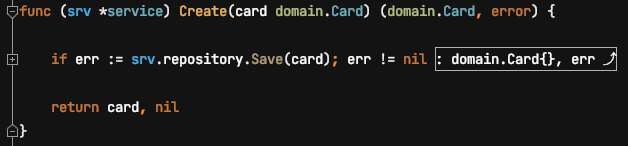 func (srv *service) Create(card domain.Card) (domain.Card, error) {
if err := srv.repository.Save(card); err != nil : domain.Card{}, err ⤴
return card, nil
}